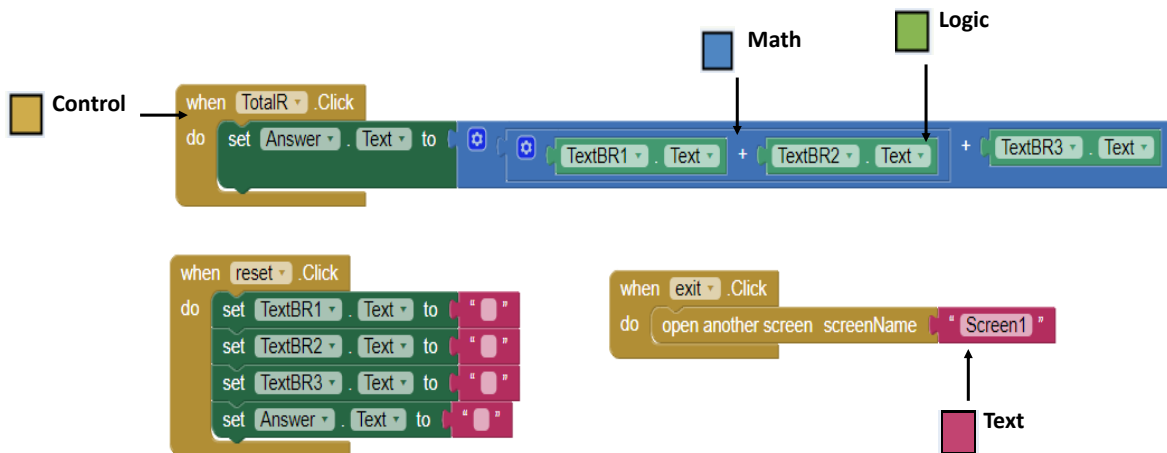 Math
Logic
Control
when TotalR .Click
do set Answer . Text to TextBR1 . Text + TextBR2 . Text + TextBR3 . Text
when reset .Click
do set TextBR1 . Text to " "
set TextBR2 . Text to " "
set TextBR3 . Text to " "
set Answer . Text to " "
when exit .Click
do open another screen screenName " Screen1 "
Text